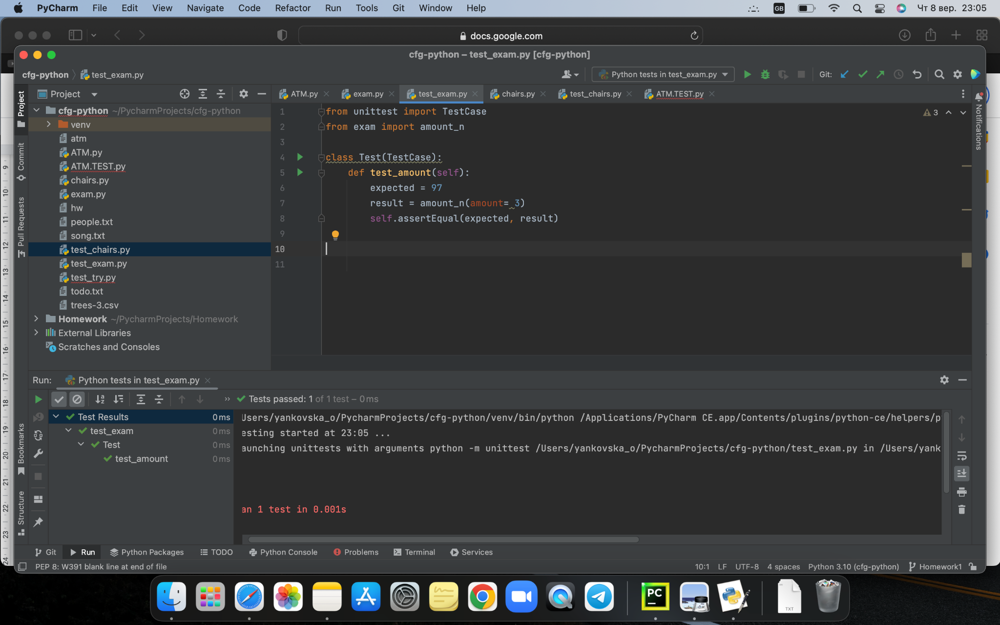 PyCharm File Edit View Navigate Code Refactor Run Tools Git Window Help GB Чт 8 вер. 23:05
docs.google.com
cfg-python – test_exam.py [cfg-python]
cfg-python test_exam.py Python tests in test_exam.py Git:
Project
ATM.py exam.py test_exam.py chairs.py test_chairs.py ATM.TEST.py
cfg-python ~/PycharmProjects/cfg-python
venv
atm
ATM.py
ATM.TEST.py
chairs.py
exam.py
hw
people.txt
song.txt
test_chairs.py
test_exam.py
test_try.py
todo.txt
trees-3.csv
Homework ~/PycharmProjects/Homework
External Libraries
Scratches and Consoles
1 from unittest import TestCase
2 from exam import amount_n
3
4 class Test(TestCase):
5 def test_amount(self):
6 expected = 97
7 result = amount_n(amount= 3)
8 self.assertEqual(expected, result)
9
10
11
3
Project
Commit
Pull Requests
Bookmarks
Structure
Notifications
9
10
11
12
13
14
15
16
17
18
19
20
21
22
23
24
Run: Python tests in test_exam.py
Tests passed: 1 of 1 test – 0 ms
Test Results 0 ms
test_exam 0 ms
Test 0 ms
test_amount 0 ms
Users/yankovska_o/PycharmProjects/cfg-python/venv/bin/python /Applications/PyCharm CE.app/Contents/plugins/python-ce/helpers/p
esting started at 23:05 ...
aunching unittests with arguments python -m unittest /Users/yankovska_o/PycharmProjects/cfg-python/test_exam.py in /Users/yank
an 1 test in 0.001s
Git Run Python Packages TODO Python Console Problems Terminal Services
PEP 8: W391 blank line at end of file 10:1 LF UTF-8 4 spaces Python 3.10 (cfg-python) Homework1
PC
TXT